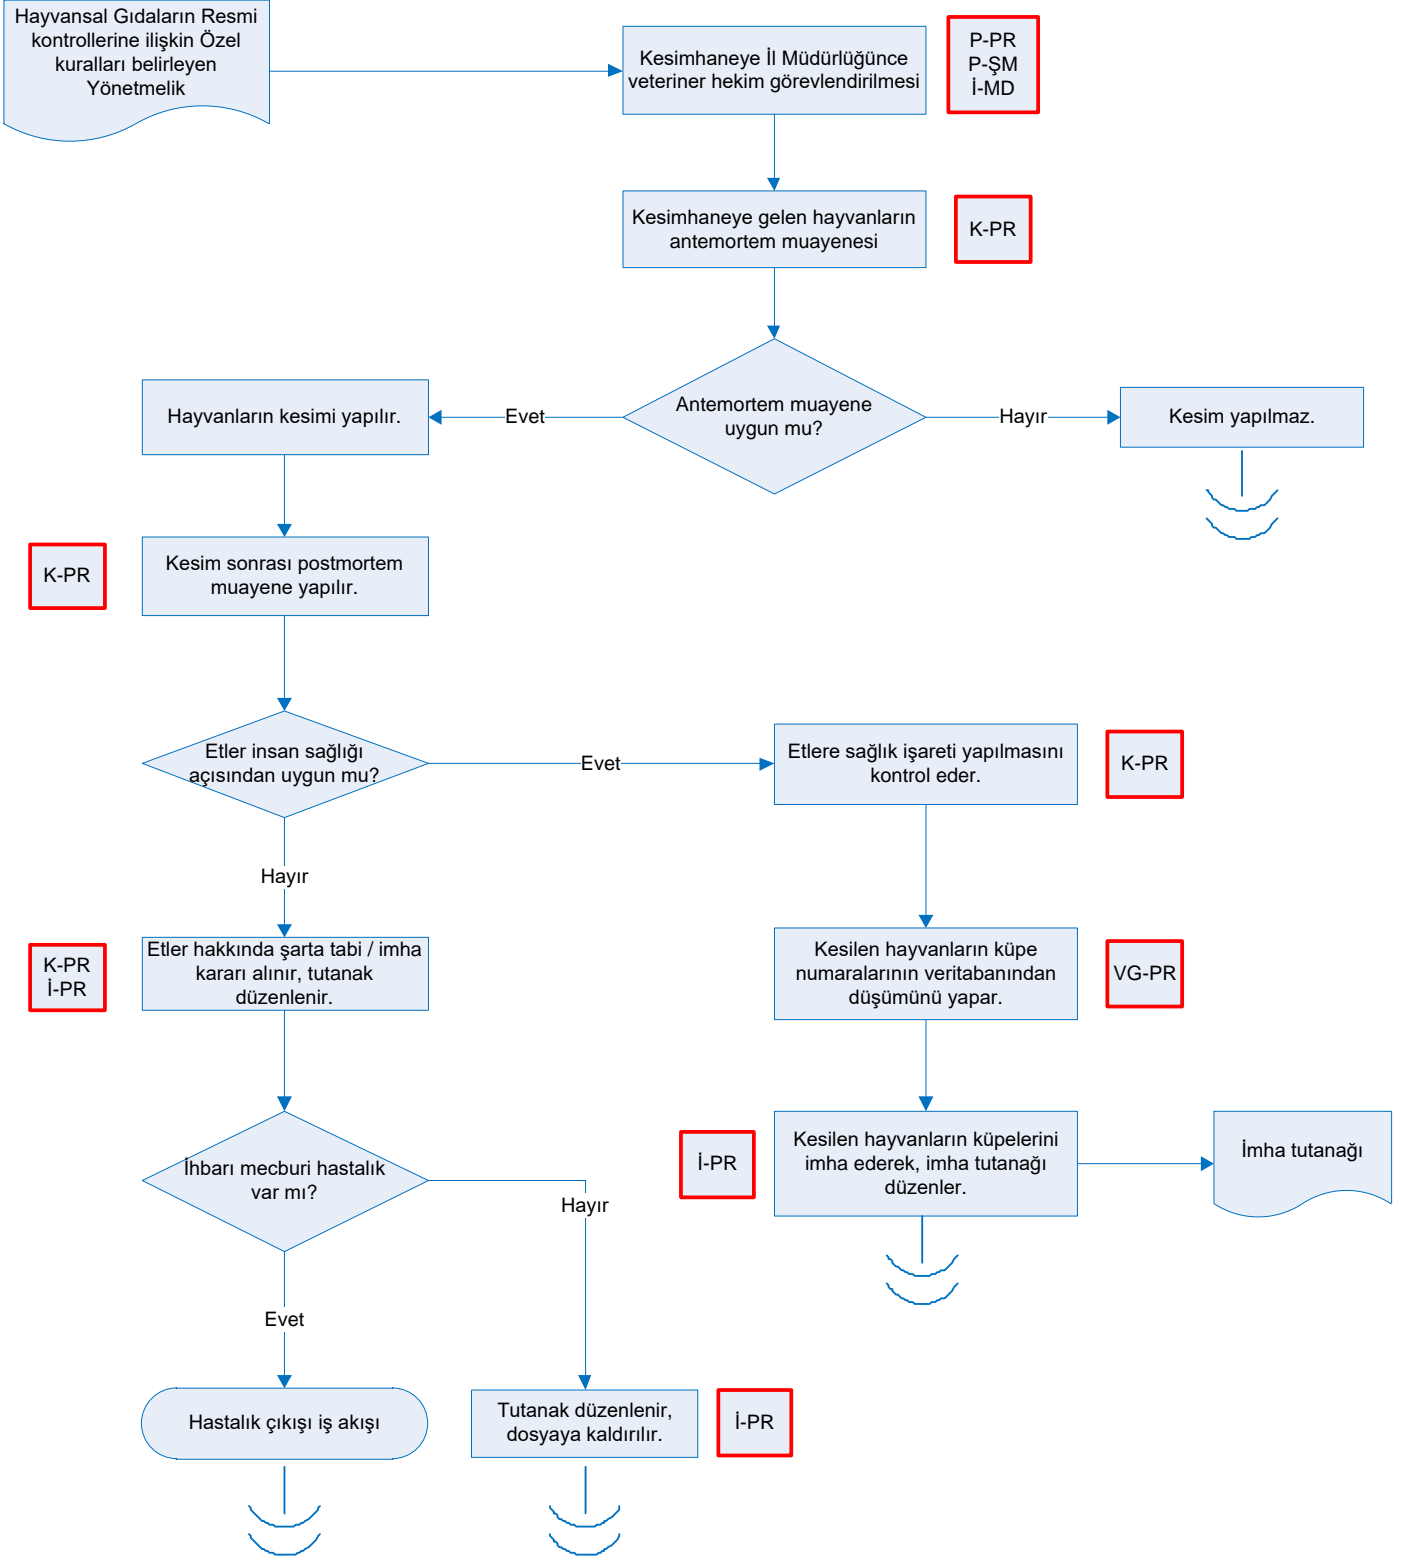 Hayvansal Gıdaların Resmi
kontrollerine ilişkin Özel
kuralları belirleyen
Yönetmelik
Kesimhaneye İl Müdürlüğünce
veteriner hekim görevlendirilmesi
P-PR
P-ŞM
İ-MD
Kesimhaneye gelen hayvanların
antemortem muayenesi
K-PR
Antemortem muayene
uygun mu?
Evet
Hayır
Hayvanların kesimi yapılır.
Kesim yapılmaz.
K-PR
Kesim sonrası postmortem
muayene yapılır.
Etler insan sağlığı
açısından uygun mu?
Evet
Etlere sağlık işareti yapılmasını
kontrol eder.
K-PR
Hayır
K-PR
İ-PR
Etler hakkında şarta tabi / imha
kararı alınır, tutanak
düzenlenir.
Kesilen hayvanların küpe
numaralarının veritabanından
düşümünü yapar.
VG-PR
İhbarı mecburi hastalık
var mı?
Hayır
İ-PR
Kesilen hayvanların küpelerini
imha ederek, imha tutanağı
düzenler.
İmha tutanağı
Evet
Hastalık çıkışı iş akışı
Tutanak düzenlenir,
dosyaya kaldırılır.
İ-PR